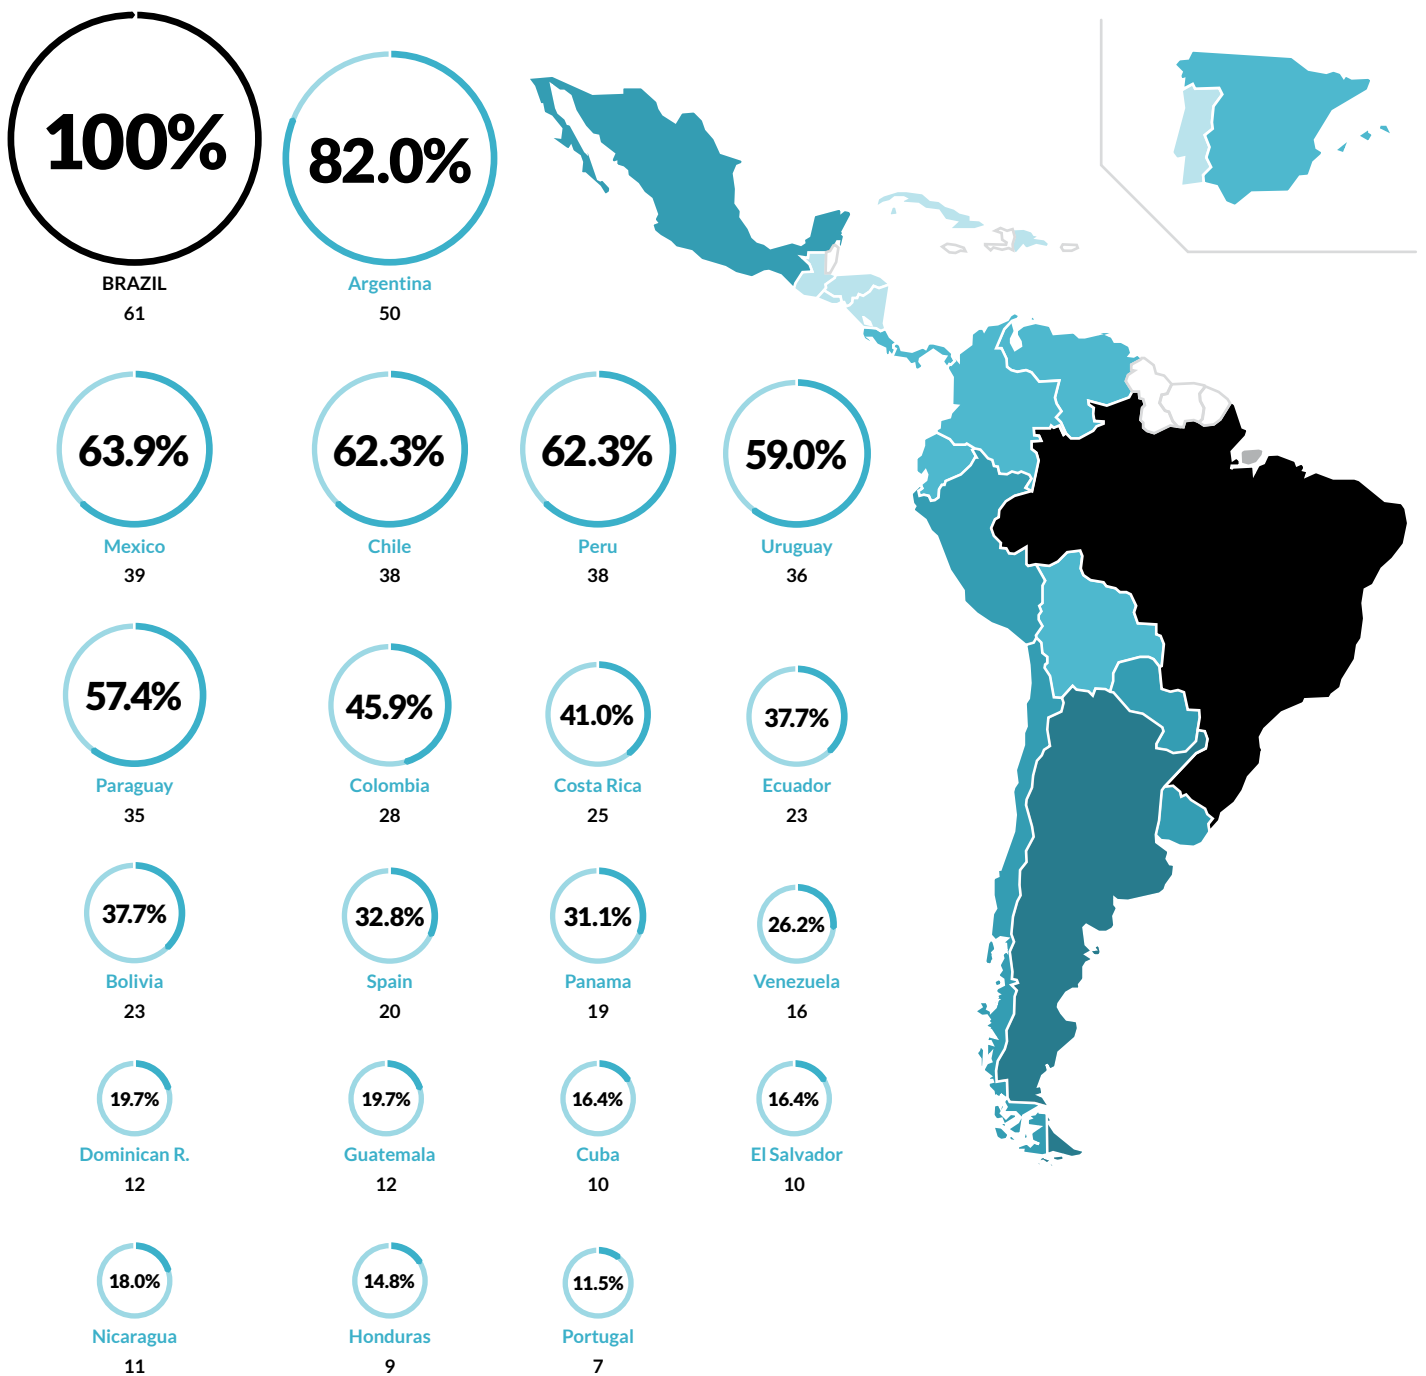 100%
BRAZIL
61
82.0%
Argentina
50
63.9%
Mexico
39
62.3%
Chile
38
62.3%
Peru
38
59.0%
Uruguay
36
57.4%
Paraguay
35
45.9%
Colombia
28
41.0%
Costa Rica
25
37.7%
Ecuador
23
37.7%
Bolivia
23
32.8%
Spain
20
31.1%
Panama
19
26.2%
Venezuela
16
19.7%
Dominican R.
12
19.7%
Guatemala
12
16.4%
Cuba
10
16.4%
El Salvador
10
18.0%
Nicaragua
11
14.8%
Honduras
9
11.5%
Portugal
7